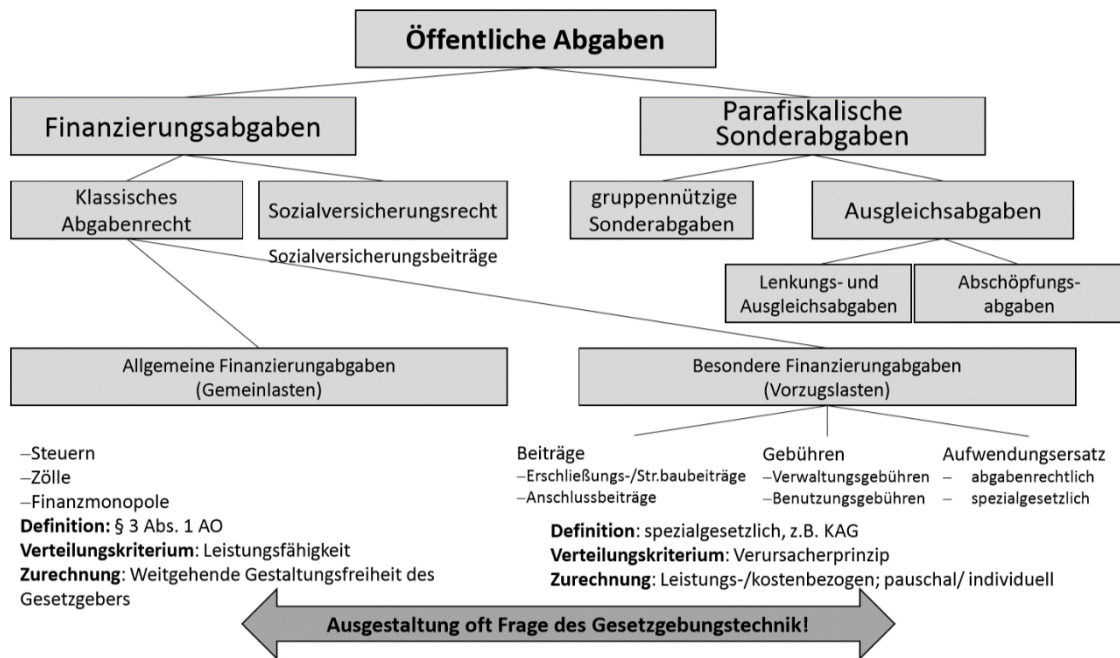 Öffentliche Abgaben
Finanzierungsabgaben
Parafiskalische
Sonderabgaben
Klassisches
Abgabenrecht
Sozialversicherungsrecht
gruppennützige
Sonderabgaben
Ausgleichsabgaben
Sozialversicherungsbeiträge
Lenkungs- und
Ausgleichsabgaben
Abschöpfungs-
abgaben
Allgemeine Finanzierungabgaben
(Gemeinlasten)
Besondere Finanzierungabgaben
(Vorzugslasten)
–Steuern
–Zölle
–Finanzmonopole
Definition: § 3 Abs. 1 AO
Verteilungskriterium: Leistungsfähigkeit
Zurechnung: Weitgehende Gestaltungsfreiheit des
Gesetzgebers
Beiträge
–Erschließungs-/Str.baubeiträge
–Anschlussbeiträge
Gebühren
–Verwaltungsgebühren
–Benutzungsgebühren
Aufwendungsersatz
– abgabenrechtlich
– spezialgesetzlich
Definition: spezialgesetzlich, z.B. KAG
Verteilungskriterium: Verursacherprinzip
Zurechnung: Leistungs-/kostenbezogen; pauschal/ individuell
Ausgestaltung oft Frage des Gesetzgebungstechnik!